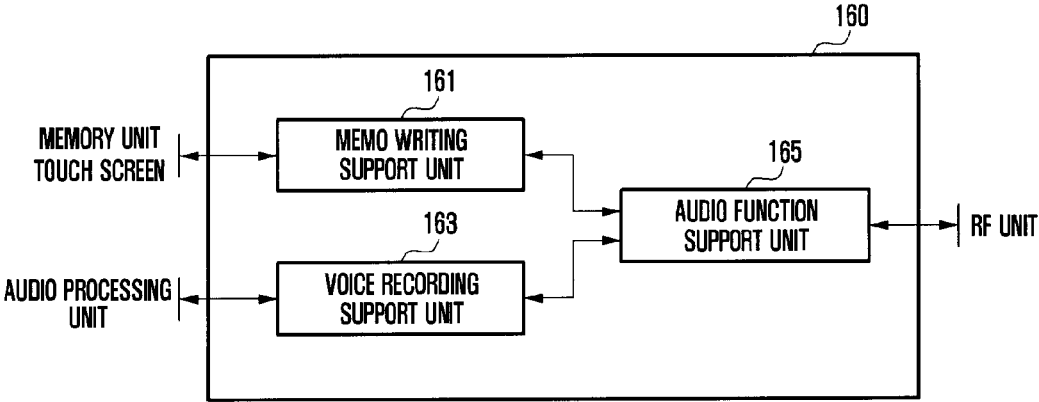 160
161
MEMORY UNIT
TOUCH SCREEN
MEMO WRITING
SUPPORT UNIT
165
AUDIO FUNCTION
SUPPORT UNIT
RF UNIT
163
AUDIO PROCESSING
UNIT
VOICE RECORDING
SUPPORT UNIT